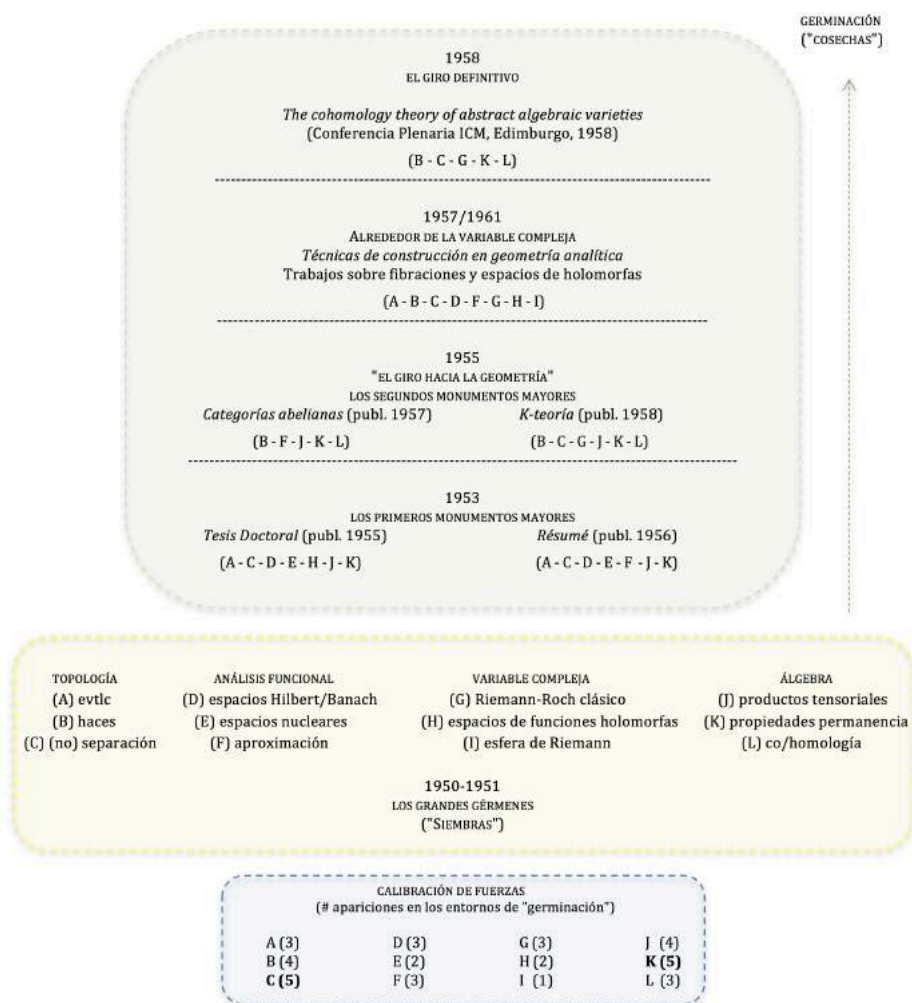 GERMINACIÓN
("COSECHAS")
1958
EL GIRO DEFINITIVO
The cohomology theory of abstract algebraic varieties
(Conferencia Plenaria ICM, Edimburgo, 1958)
(B - C - G - K - L)
1957/1961
ALREDEDOR DE LA VARIABLE COMPLEJA
Técnicas de construcción en geometría analítica
Trabajos sobre fibraciones y espacios de holomorfas
(A - B - C - D - F - G - H - I)
1955
"EL GIRO HACIA LA GEOMETRÍA"
LOS SEGUNDOS MONUMENTOS MAYORES
Categorías abelianas (publ. 1957) K-teoría (publ. 1958)
(B - F - J - K - L) (B - C - G - J - K - L)
1953
LOS PRIMEROS MONUMENTOS MAYORES
Tesis Doctoral (publ. 1955) Résumé (publ. 1956)
(A - C - D - E - H - J - K) (A - C - D - E - F - J - K)
TOPOLOGÍA ANÁLISIS FUNCIONAL VARIABLE COMPLEJA ÁLGEBRA
(A) evtlc (D) espacios Hilbert/Banach (G) Riemann-Roch clásico (J) productos tensoriales
(B) haces (E) espacios nucleares (H) espacios de funciones holomorfas (K) propiedades permanencia
(C) (no) separación (F) aproximación (I) esfera de Riemann (L) co/homología
1950-1951
LOS GRANDES GÉRMENES
("SIEMBRAS")
CALIBRACIÓN DE FUERZAS
(# apariciones en los entornos de "germinación")
A (3) D (3) G (3) J (4)
B (4) E (2) H (2) K (5)
C (5) F (3) I (1) L (3)